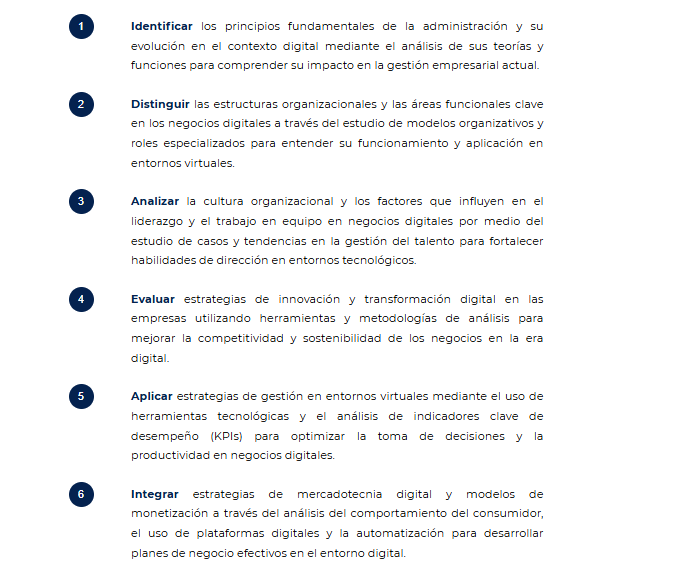 1
Identificar los principios fundamentales de la administración y su
evolución en el contexto digital mediante el análisis de sus teorías y
funciones para comprender su impacto en la gestión empresarial actual.
2
Distinguir las estructuras organizacionales y las áreas funcionales clave
en los negocios digitales a través del estudio de modelos organizativos y
roles especializados para entender su funcionamiento y aplicación en
entornos virtuales.
3
Analizar la cultura organizacional y los factores que influyen en el
liderazgo y el trabajo en equipo en negocios digitales por medio del
estudio de casos y tendencias en la gestión del talento para fortalecer
habilidades de dirección en entornos tecnológicos.
4
Evaluar estrategias de innovación y transformación digital en las
empresas utilizando herramientas y metodologías de análisis para
mejorar la competitividad y sostenibilidad de los negocios en la era
digital.
5
Aplicar estrategias de gestión en entornos virtuales mediante el uso de
herramientas tecnológicas y el análisis de indicadores clave de
desempeño (KPIs) para optimizar la toma de decisiones y la
productividad en negocios digitales.
6
Integrar estrategias de mercadotecnia digital y modelos de
monetización a través del análisis del comportamiento del consumidor,
el uso de plataformas digitales y la automatización para desarrollar
planes de negocio efectivos en el entorno digital.